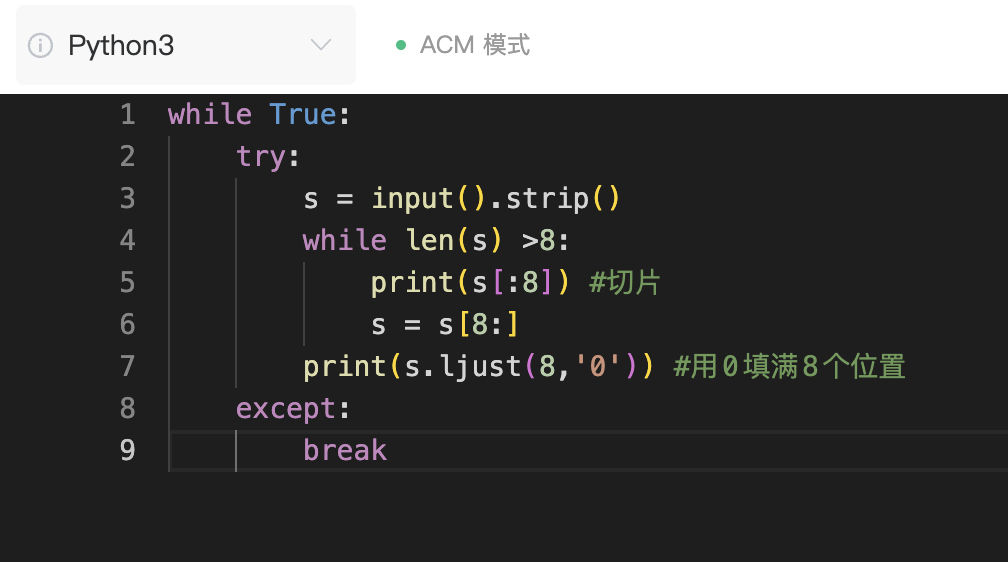 Python3 ACM 模式
1 while True:
2     try:
3         s = input().strip()
4         while len(s) >8:
5             print(s[:8]) #切片
6             s = s[8:]
7         print(s.ljust(8,'0')) #用0填满8个位置
8     except:
9         break